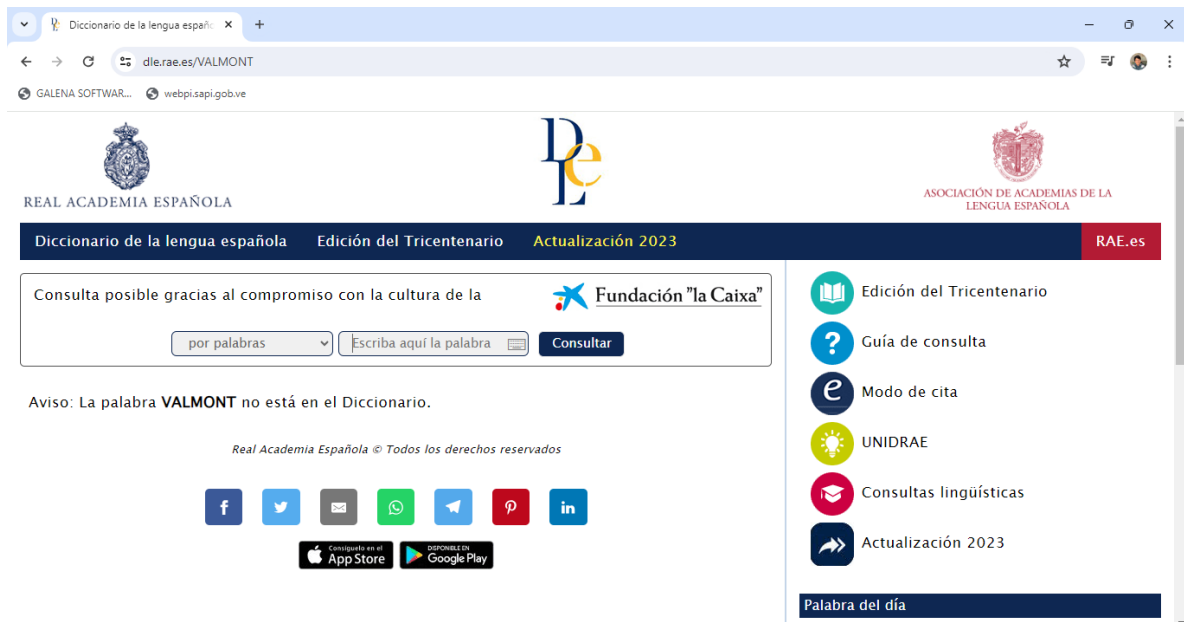 Diccionario de la lengua españo
dle.rae.es/VALMONT
GALENA SOFTWAR... webpi.sapi.gob.ve
REAL ACADEMIA ESPAÑOLA
DLe
ASOCIACIÓN DE ACADEMIAS DE LA
LENGUA ESPAÑOLA
Diccionario de la lengua española Edición del Tricentenario Actualización 2023 RAE.es
Consulta posible gracias al compromiso con la cultura de la Fundación "la Caixa"
por palabras Escriba aquí la palabra Consultar
Aviso: La palabra VALMONT no está en el Diccionario.
Real Academia Española © Todos los derechos reservados
Consíguelo en el
App Store
DISPONIBLE EN
Google Play
Edición del Tricentenario
Guía de consulta
Modo de cita
UNIDRAE
Consultas lingüísticas
Actualización 2023
Palabra del día